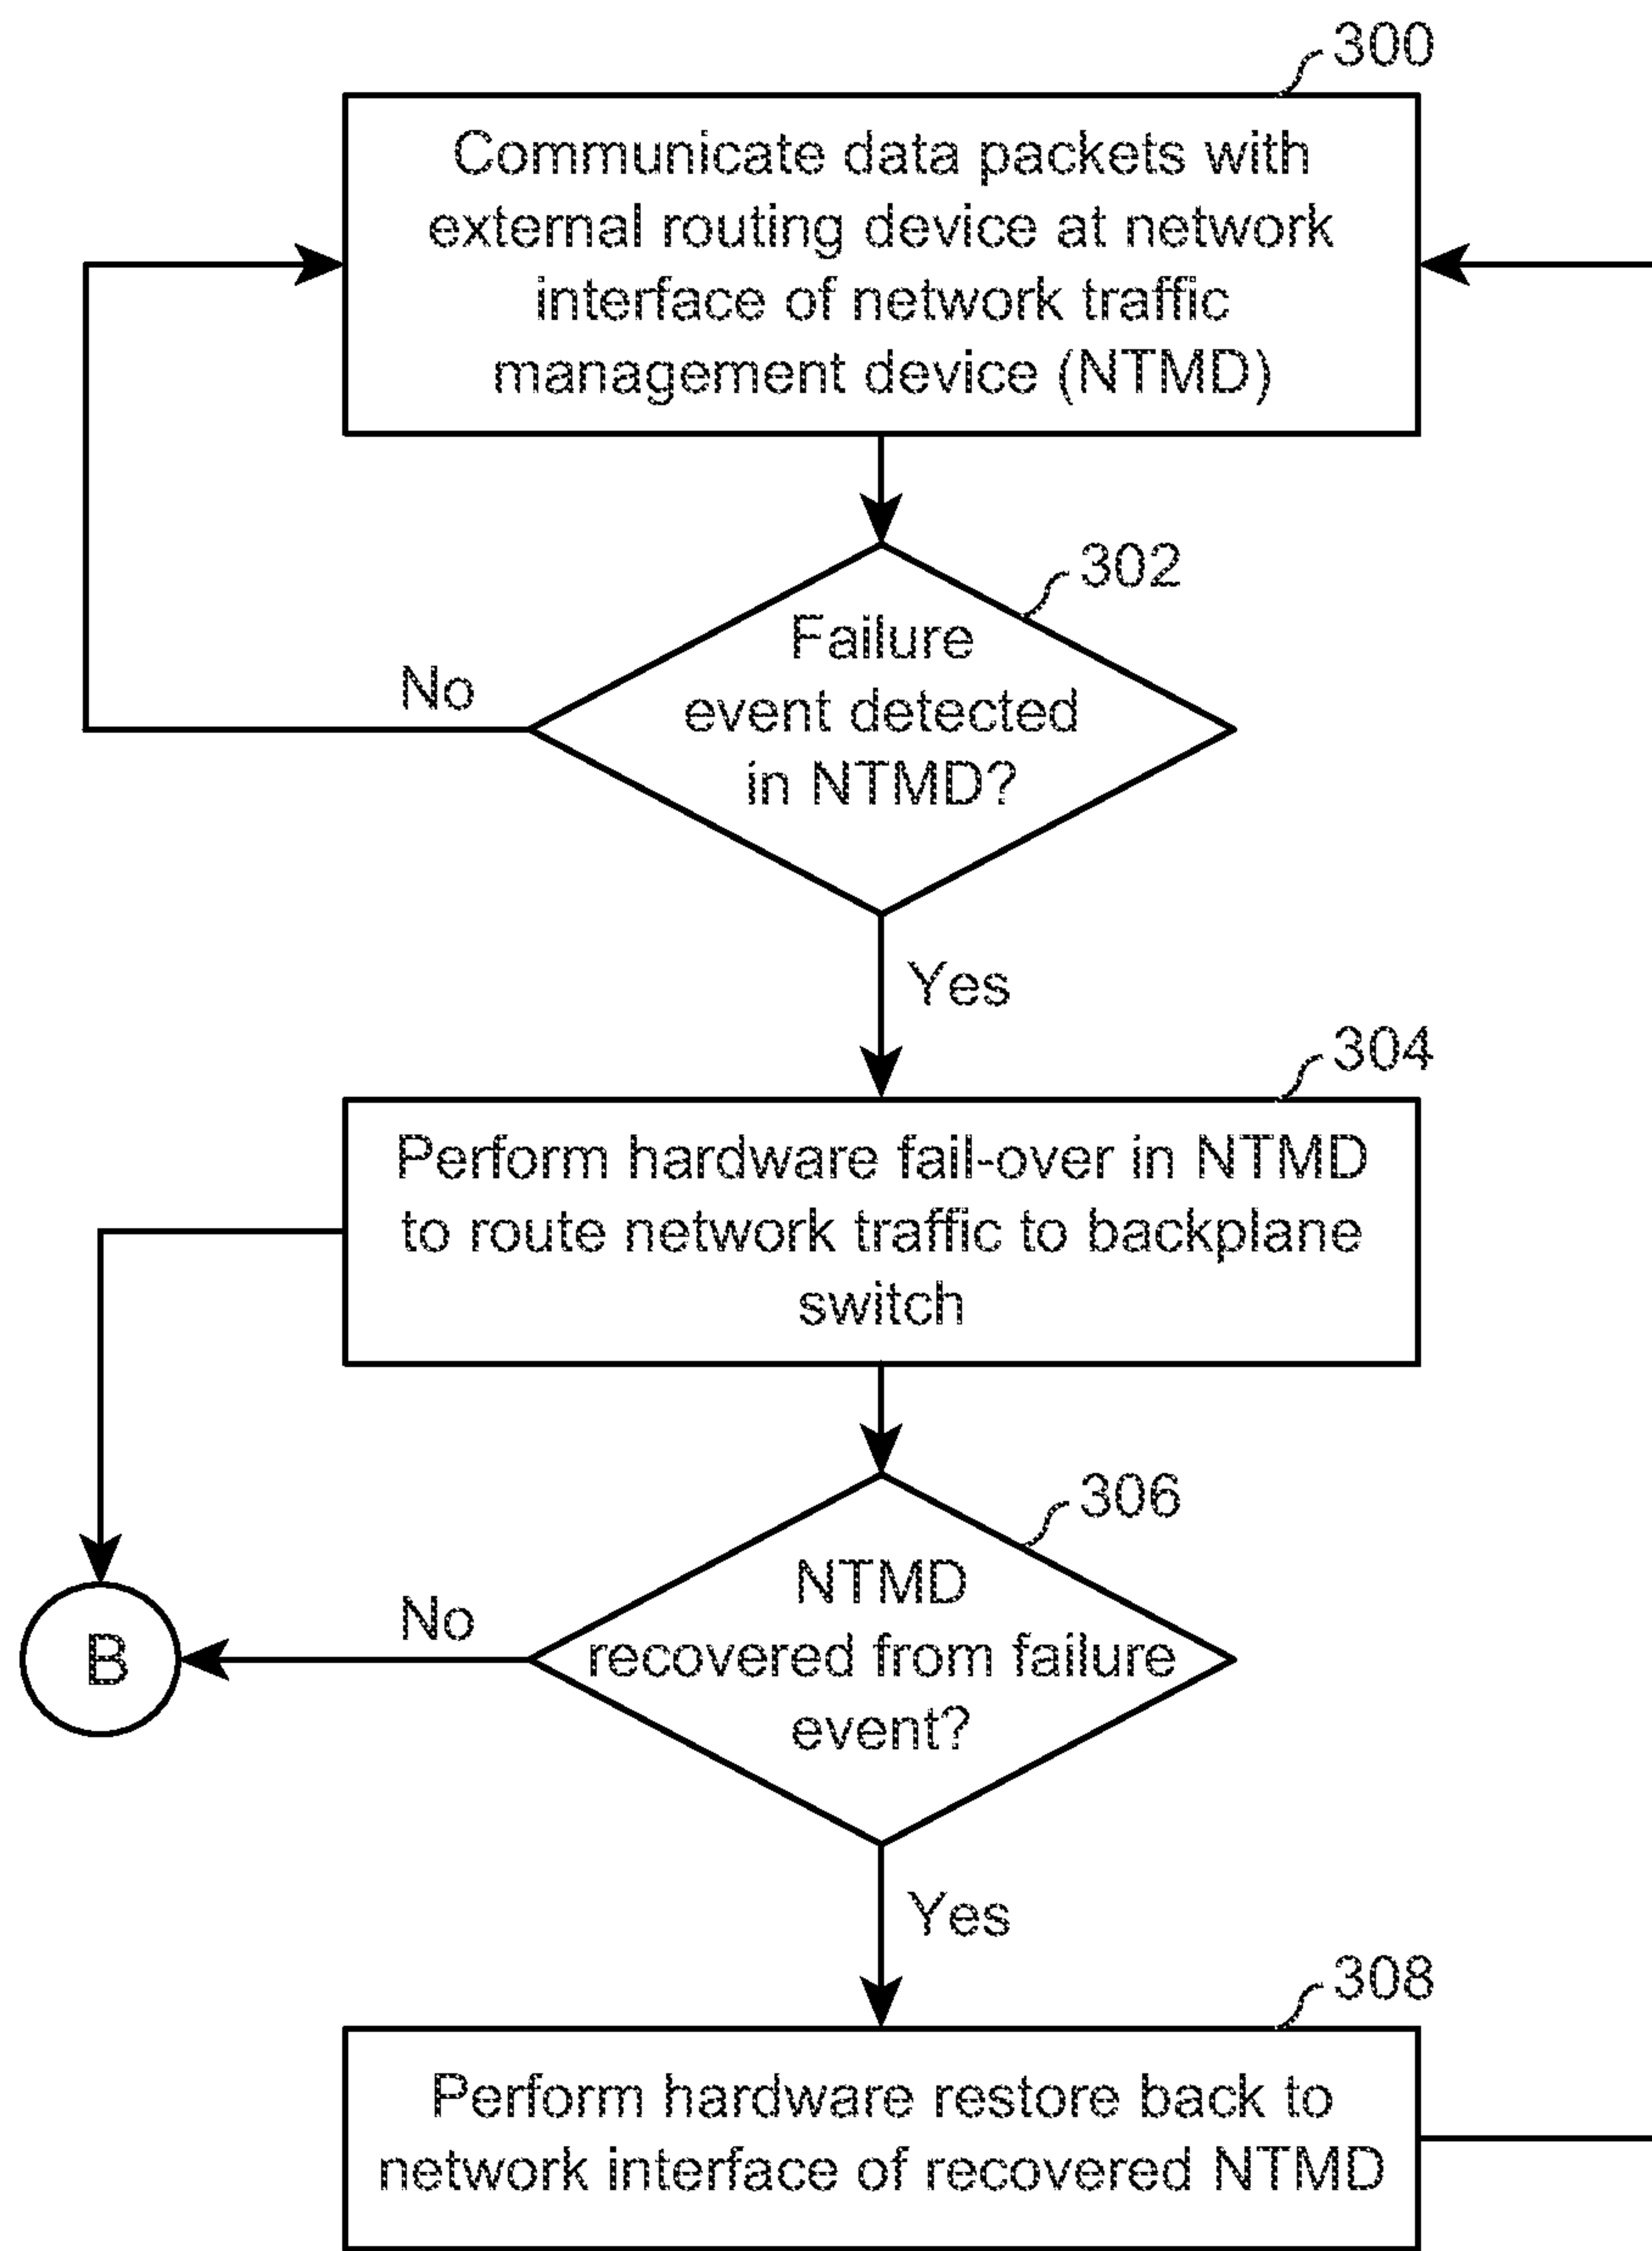 300
Communicate data packets with
external routing device at network
interface of network traffic
management device (NTMD)
302
Failure
event detected
in NTMD?
No
Yes
304
Perform hardware fail-over in NTMD
to route network traffic to backplane
switch
306
NTMD
recovered from failure
event?
No
B
Yes
308
Perform hardware restore back to
network interface of recovered NTMD